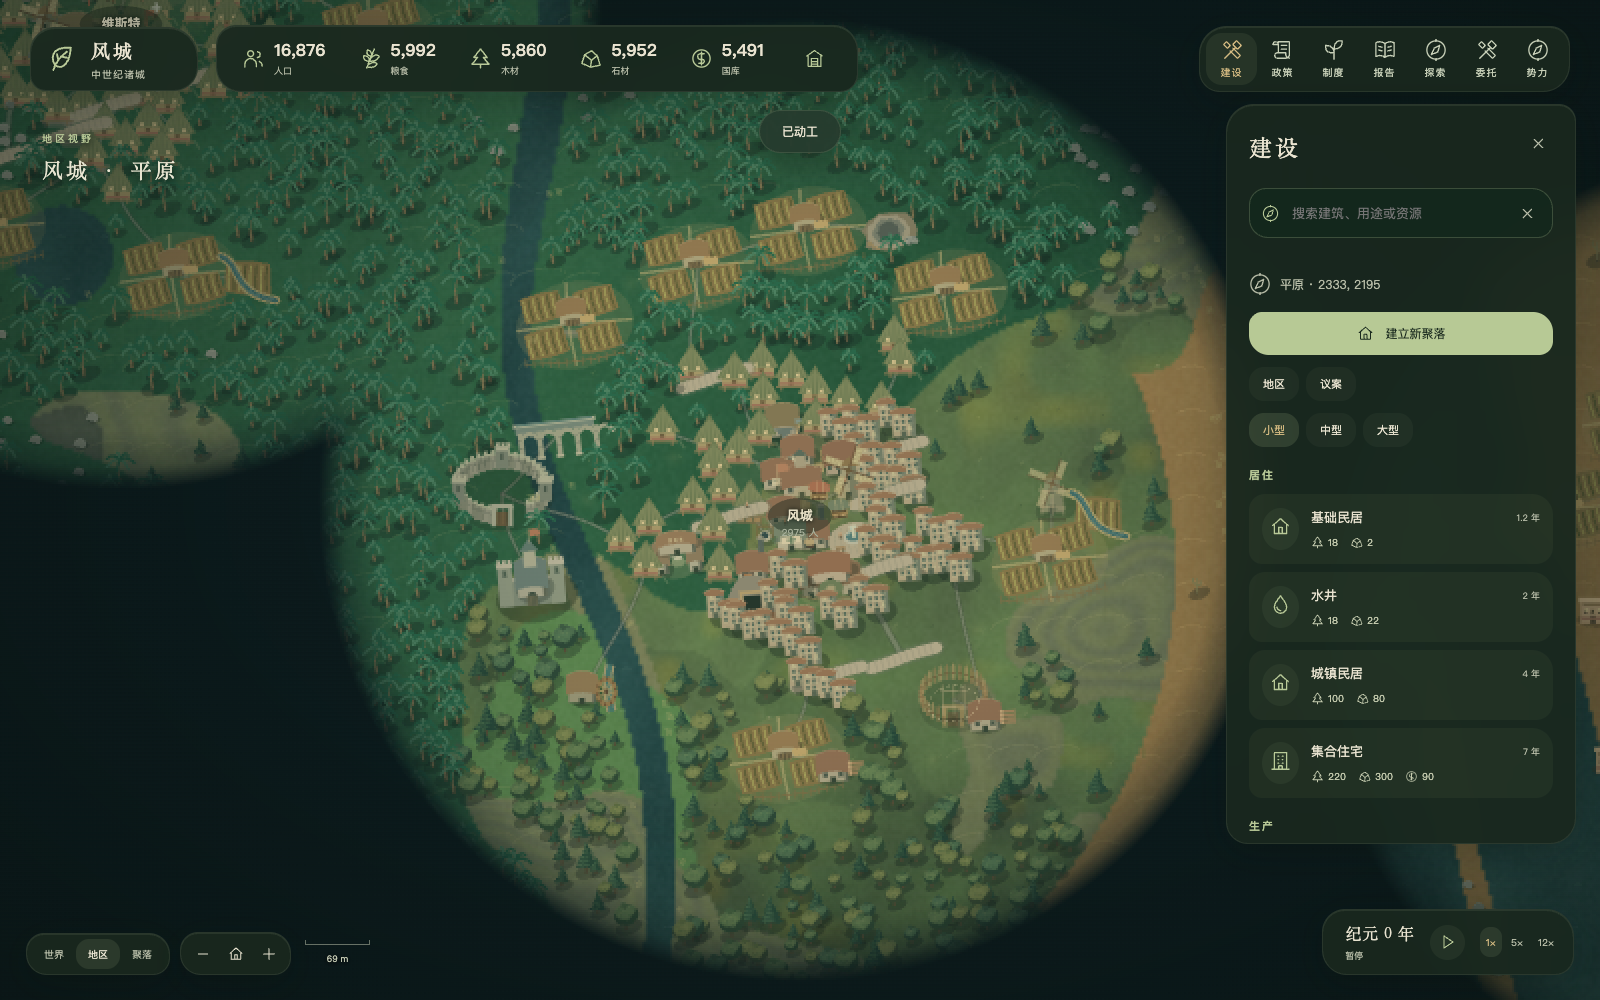 维斯特
风城
中世纪诸城
16,876
人口
5,992
粮食
5,860
木材
5,952
石材
5,491
国库
建设
政策
制度
报告
探索
委托
势力
地区视野
风城 · 平原
已动工
建设
搜索建筑、用途或资源
平原 · 2333, 2195
建立新聚落
地区
议案
小型
中型
大型
居住
基础民居
1.2 年
18
2
水井
2 年
18
22
城镇民居
4 年
100
80
集合住宅
7 年
220
300
90
生产
风城
2975 人
世界
地区
聚落
69 m
纪元 0 年
暂停
1×
5×
12×